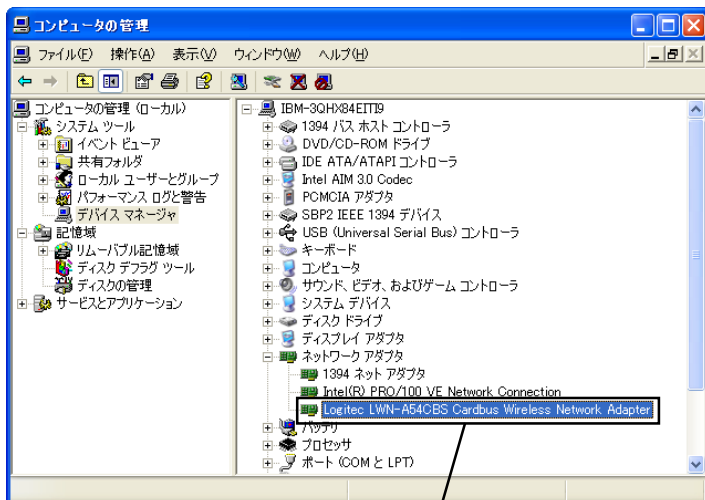 コンピュータの管理
ファイル(F) 操作(A) 表示(V) ウィンドウ(W) ヘルプ(H)
コンピュータの管理 (ローカル)
システム ツール
イベント ビューア
共有フォルダ
ローカル ユーザーとグループ
パフォーマンス ログと警告
デバイス マネージャ
記憶域
リムーバブル記憶域
ディスク デフラグ ツール
ディスクの管理
サービスとアプリケーション
IBM-3QHX84EITI9
1394 バス ホスト コントローラ
DVD/CD-ROM ドライブ
IDE ATA/ATAPI コントローラ
Intel AIM 3.0 Codec
PCMCIA アダプタ
SBP2 IEEE 1394 デバイス
USB (Universal Serial Bus) コントローラ
キーボード
コンピュータ
サウンド、ビデオ、およびゲーム コントローラ
システム デバイス
ディスク ドライブ
ディスプレイ アダプタ
ネットワーク アダプタ
1394 ネット アダプタ
Intel(R) PRO/100 VE Network Connection
Logitec LWN-A54CBS Cardbus Wireless Network Adapter
バッテリ
プロセッサ
ポート (COM と LPT)